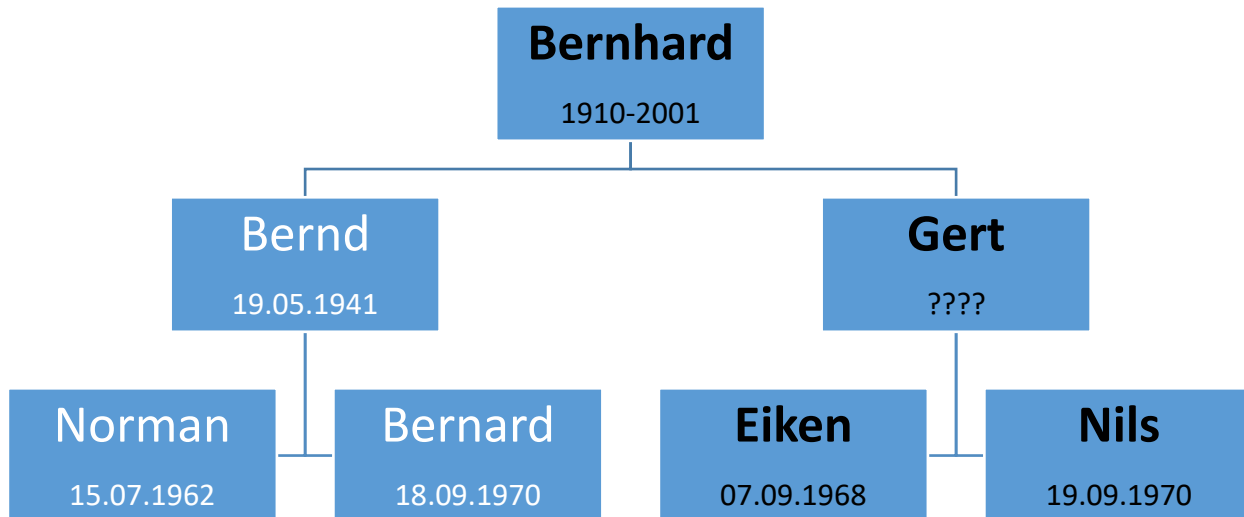 Bernhard
1910-2001
Bernd
19.05.1941
Gert
????
Norman
15.07.1962
Bernard
18.09.1970
Eiken
07.09.1968
Nils
19.09.1970